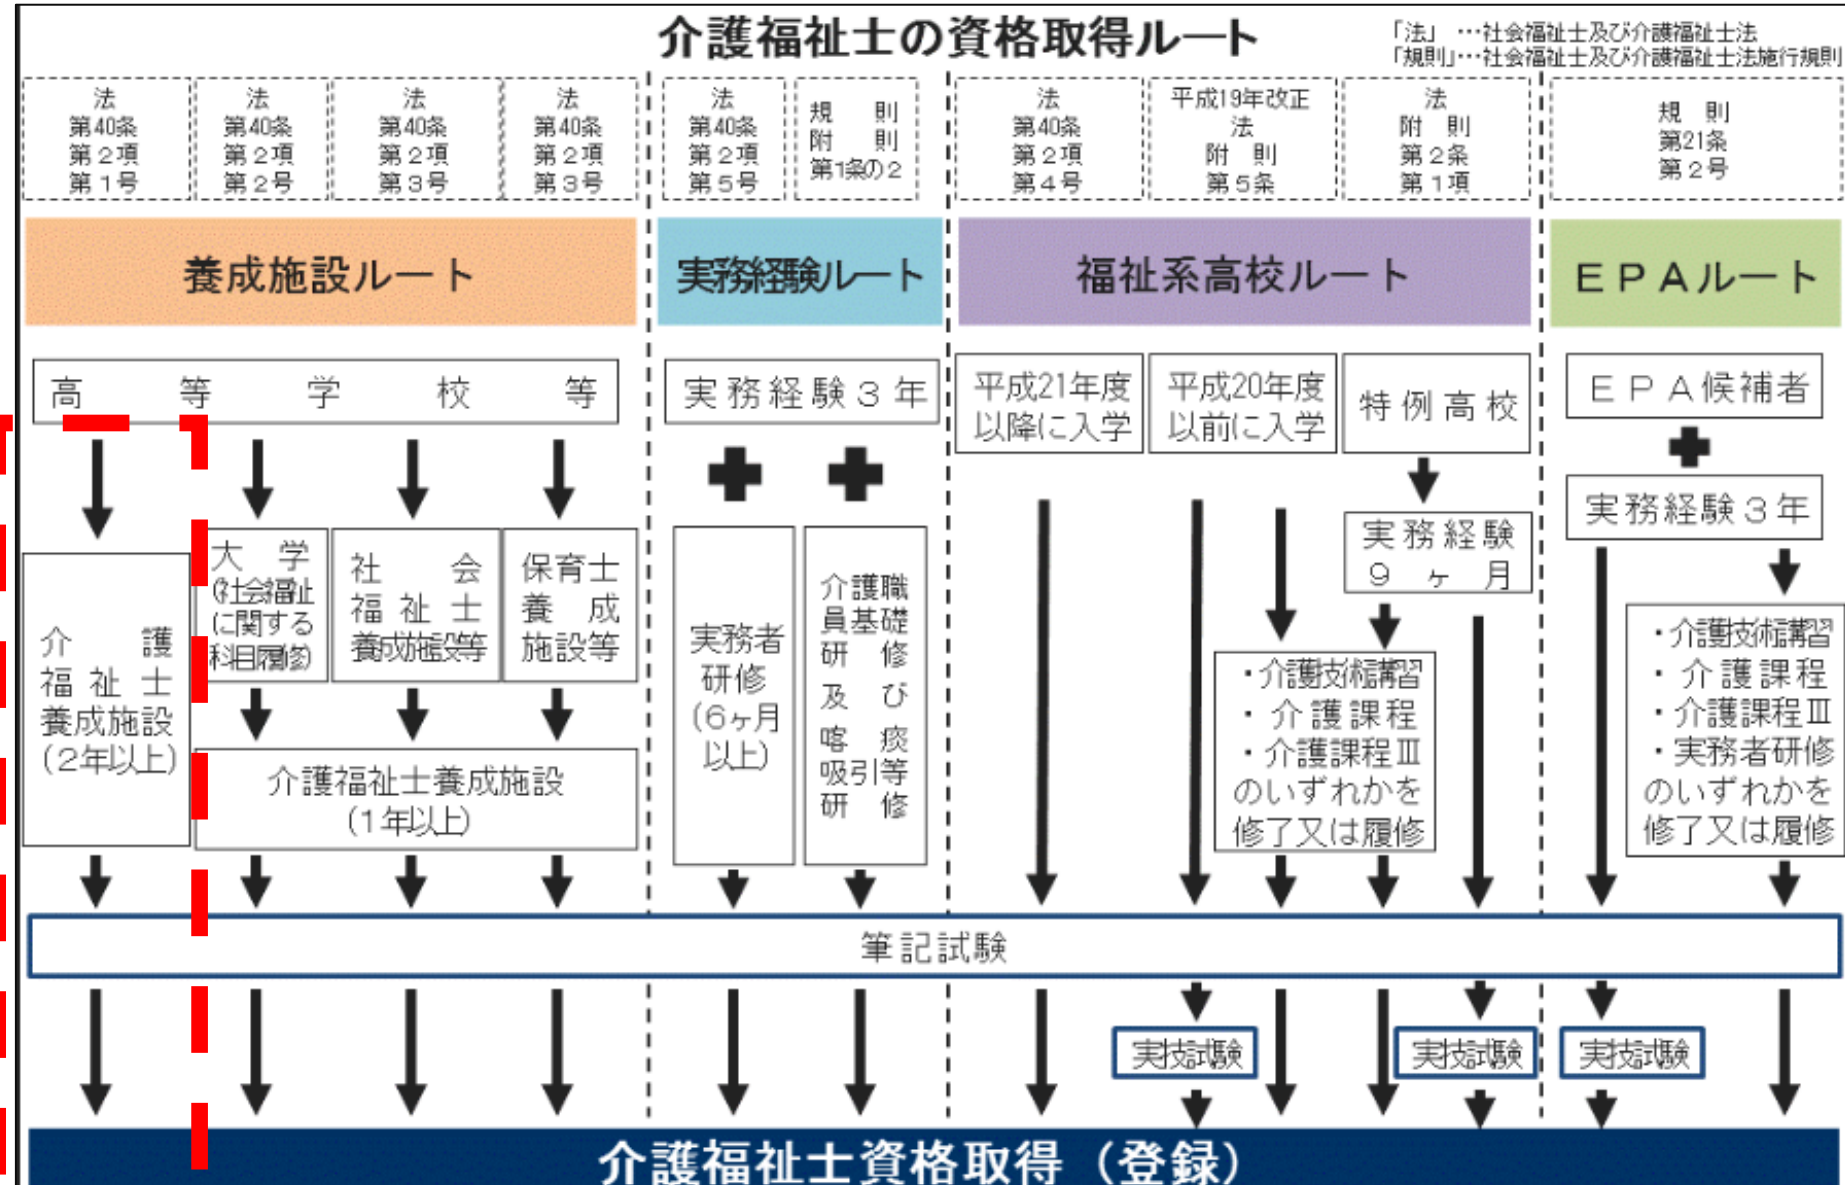 介護福祉士の資格取得ルート
「法」…社会福祉士及び介護福祉士法
「規則」…社会福祉士及び介護福祉士法施行規則
法
第40条
第2項
第1号
法
第40条
第2項
第2号
法
第40条
第2項
第3号
法
第40条
第2項
第3号
法
第40条
第2項
第5号
規則
附則
第1条の2
法
第40条
第2項
第4号
平成19年改正
法
附則
第5条
法
附則
第2条
第1項
規則
第21条
第2号
養成施設ルート
実務経験ルート
福祉系高校ルート
EPAルート
高等学校等
実務経験3年
平成21年度
以降に入学
平成20年度
以前に入学
特例高校
EPA候補者
実務経験3年
実務経験
9ヶ月
介護
福祉士
養成施設
(2年以上)
大学
(社会福祉
に関する
科目履修)
社会
福祉士
養成施設等
保育士
養成
施設等
介護福祉士養成施設
(1年以上)
実務者
研修
(6ヶ月
以上)
介護職
員基礎
研修
及び
喀痰
吸引等
研修
・介護技術講習
・介護課程
・介護課程Ⅲ
のいずれかを
修了又は履修
・介護技術講習
・介護課程
・介護課程Ⅲ
・実務者研修
のいずれかを
修了又は履修
筆記試験
実技試験
実技試験
実技試験
介護福祉士資格取得(登録)